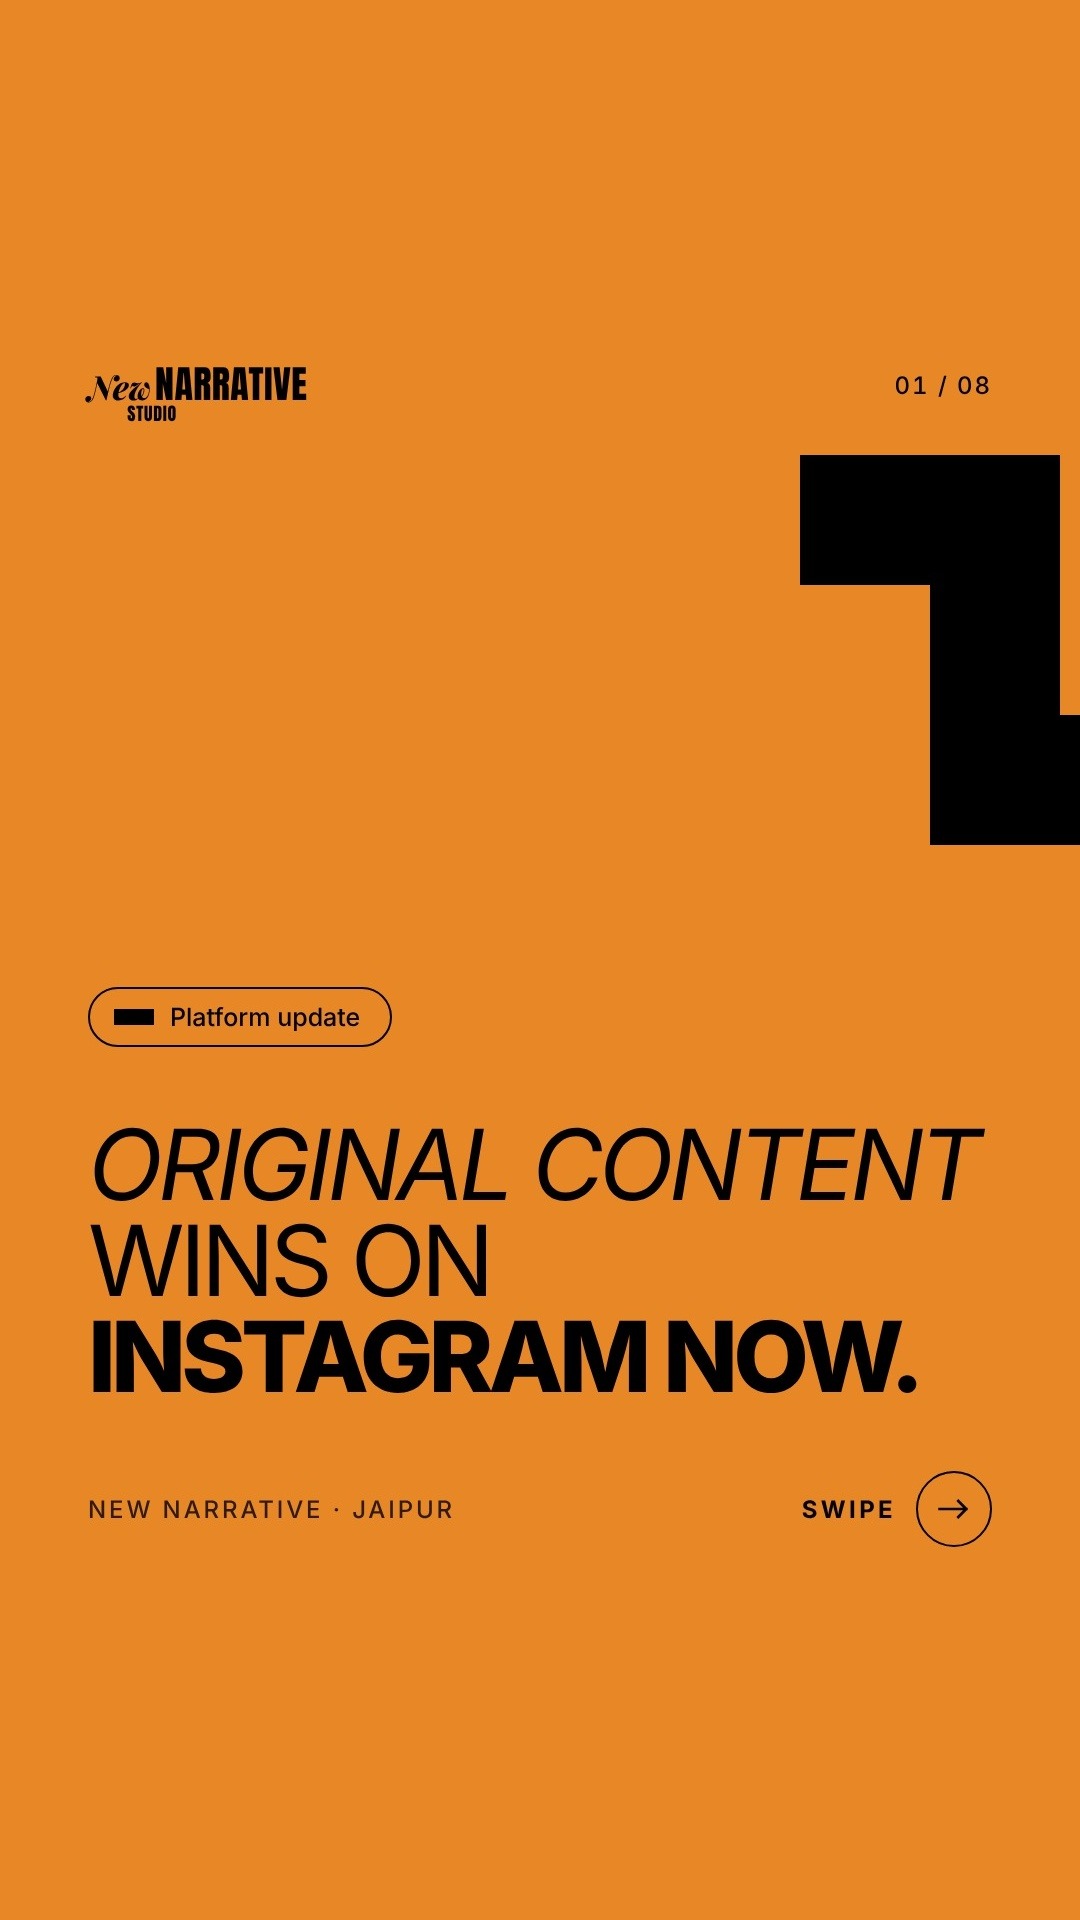 New NARRATIVE
STUDIO
01 / 08
Platform update
ORIGINAL CONTENT
WINS ON
INSTAGRAM NOW.
NEW NARRATIVE · JAIPUR
SWIPE →